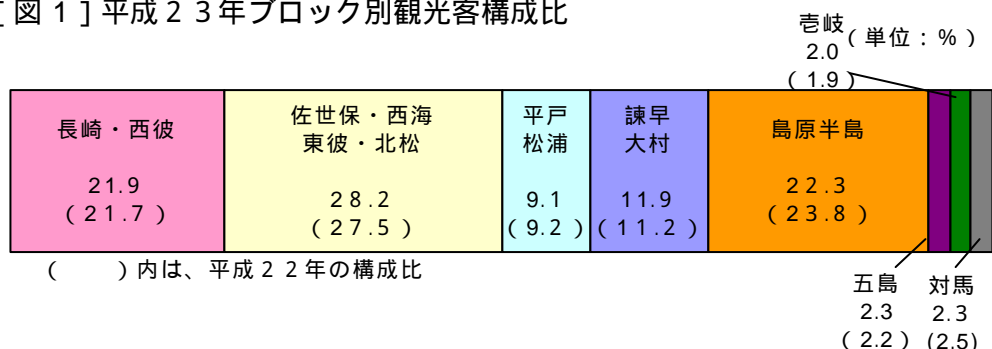 [図1]平成23年ブロック別観光客構成比
(単位:%)
壱岐
2.0
(1.9)
長崎・西彼
21.9
(21.7)
佐世保・西海
東彼・北松
28.2
(27.5)
平戸
松浦
9.1
(9.2)
諫早
大村
11.9
(11.2)
島原半島
22.3
(23.8)
五島
2.3
(2.2)
対馬
2.3
(2.5)
(  )内は、平成22年の構成比